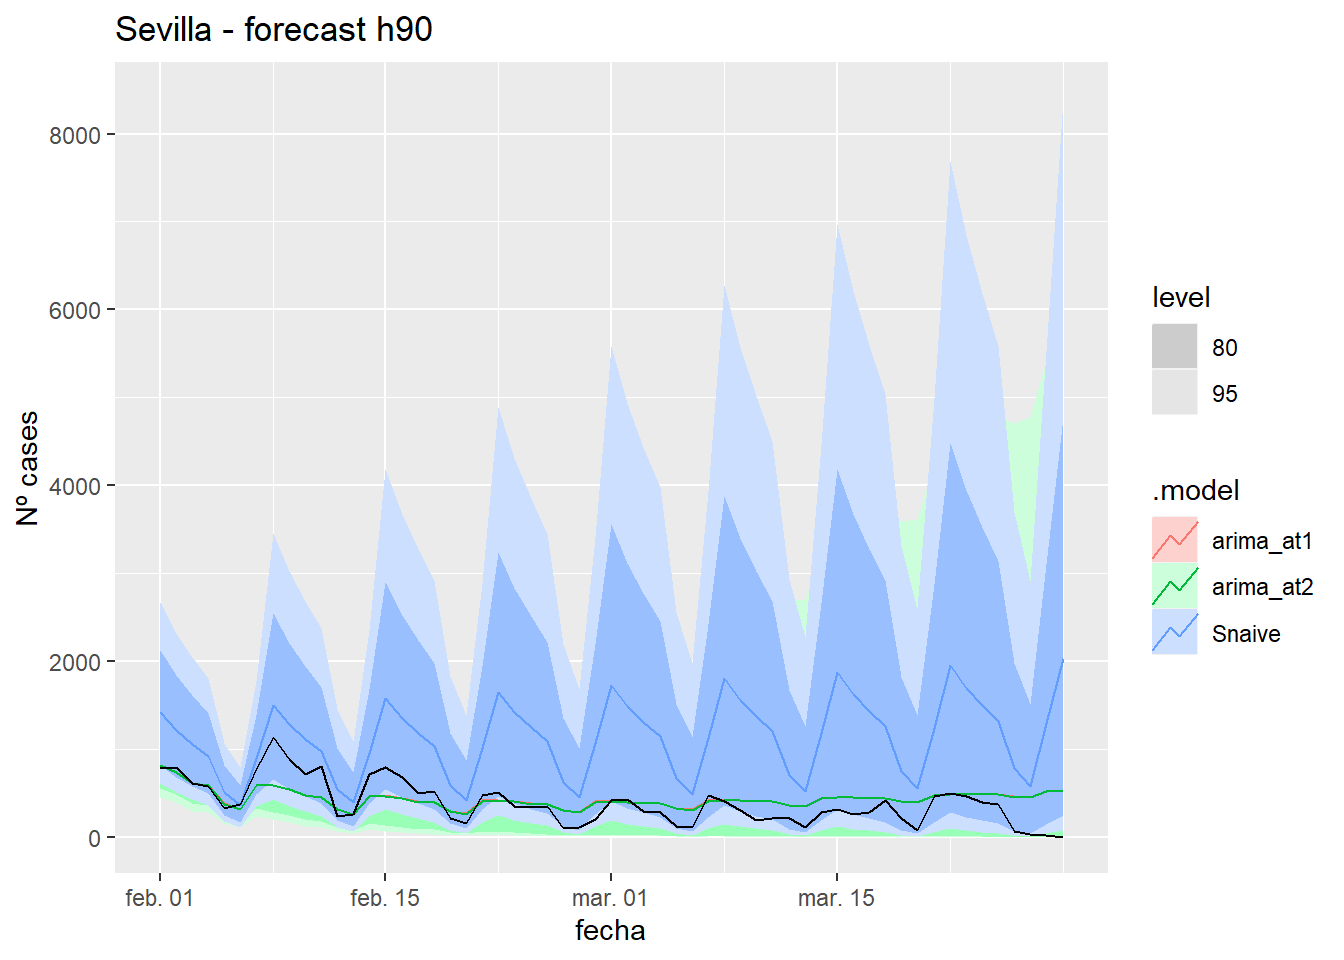 Sevilla - forecast h90
Nº cases
8000
6000
4000
2000
0
feb. 01
feb. 15
mar. 01
mar. 15
fecha
level
80
95
.model
arima_at1
arima_at2
Snaive